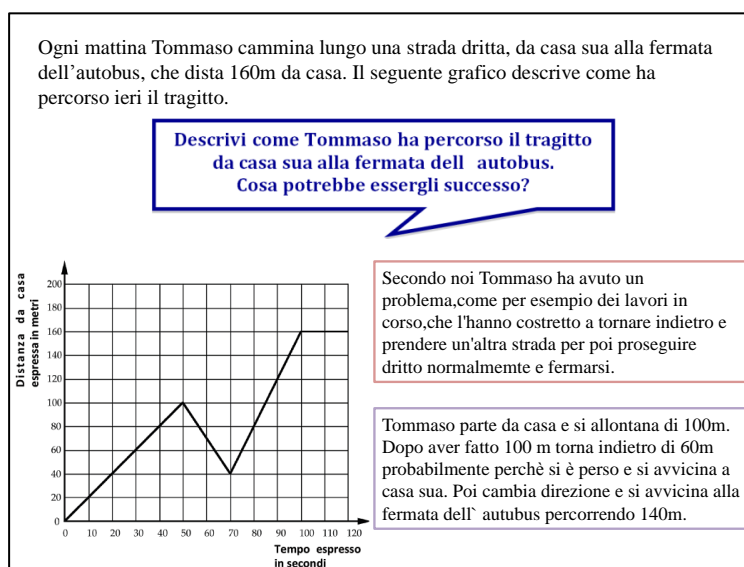 Ogni mattina Tommaso cammina lungo una strada dritta, da casa sua alla fermata
dell'autobus, che dista 160m da casa. Il seguente grafico descrive come ha
percorso ieri il tragitto.
Descrivi come Tommaso ha percorso il tragitto
da casa sua alla fermata dell autobus.
Cosa potrebbe essergli successo?
Distanza da casa
espressa in metri
200
180
160
140
120
100
80
60
40
20
0
0 10 20 30 40 50 60 70 80 90 100 110 120
Tempo espresso
in secondi
Secondo noi Tommaso ha avuto un
problema,come per esempio dei lavori in
corso,che l'hanno costretto a tornare indietro e
prendere un'altra strada per poi proseguire
dritto normalmemte e fermarsi.
Tommaso parte da casa e si allontana di 100m.
Dopo aver fatto 100 m torna indietro di 60m
probabilmente perchè si è perso e si avvicina a
casa sua. Poi cambia direzione e si avvicina alla
fermata dell` autubus percorrendo 140m.